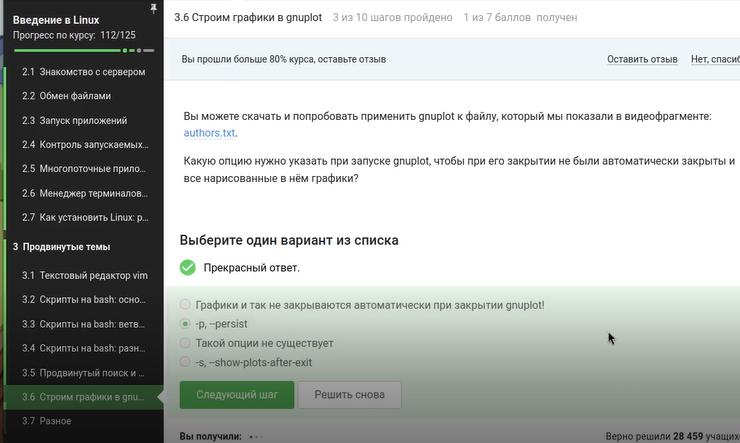 Введение в Linux
Прогресс по курсу: 112/125
2.1 Знакомство с сервером
2.2 Обмен файлами
2.3 Запуск приложений
2.4 Контроль запускаемых...
2.5 Многопоточные прило...
2.6 Менеджер терминалов...
2.7 Как установить Linux: р...
3 Продвинутые темы
3.1 Текстовый редактор vim
3.2 Скрипты на bash: осно...
3.3 Скрипты на bash: ветв...
3.4 Скрипты на bash: разн...
3.5 Продвинутый поиск и ...
3.6 Строим графики в gnu...
3.7 Разное
3.6 Строим графики в gnuplot 3 из 10 шагов пройдено 1 из 7 баллов получен
Вы прошли больше 80% курса, оставьте отзыв Оставить отзыв Нет, спасиб
Вы можете скачать и попробовать применить gnuplot к файлу, который мы показали в видеофрагменте:
authors.txt.
Какую опцию нужно указать при запуске gnuplot, чтобы при его закрытии не были автоматически закрыты и
все нарисованные в нём графики?
Выберите один вариант из списка
Прекрасный ответ.
Графики и так не закрываются автоматически при закрытии gnuplot!
-p, --persist
Такой опции не существует
-s, --show-plots-after-exit
Следующий шаг Решить снова
Вы получили: Верно решили 28 459 учащих